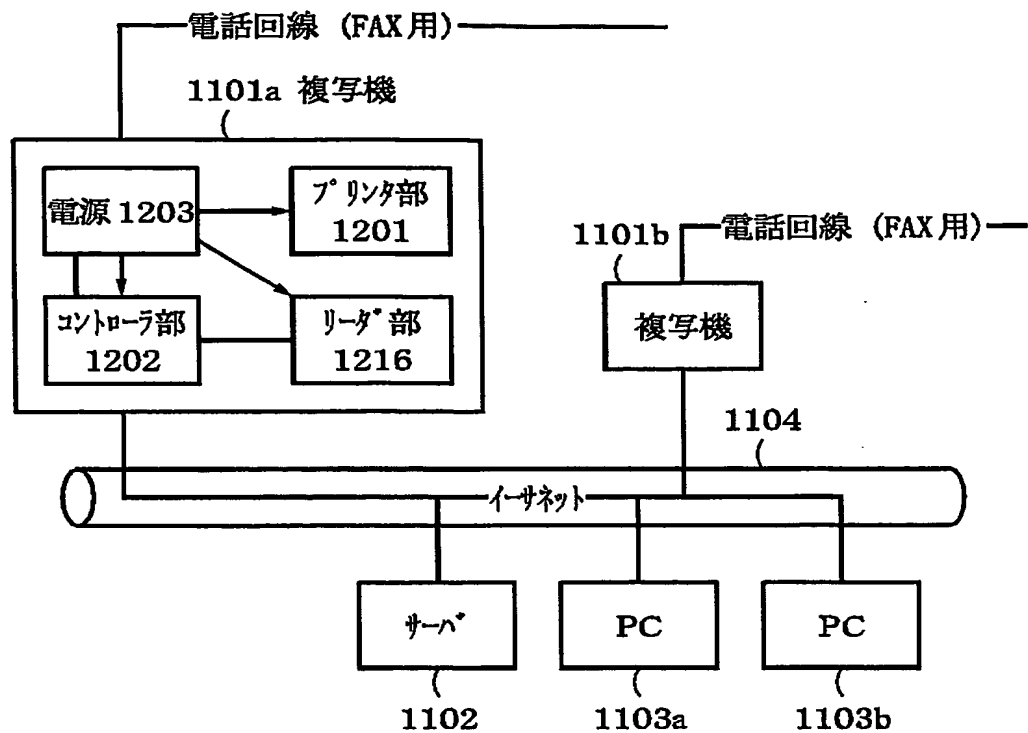 電話回線 (FAX用)
1101a 複写機
電源 1203
プリンタ部
1201
コントローラ部
1202
リーダ部
1216
電話回線 (FAX用)
1101b
複写機
1104
イーサネット
サーバ
PC
PC
1102
1103a
1103b